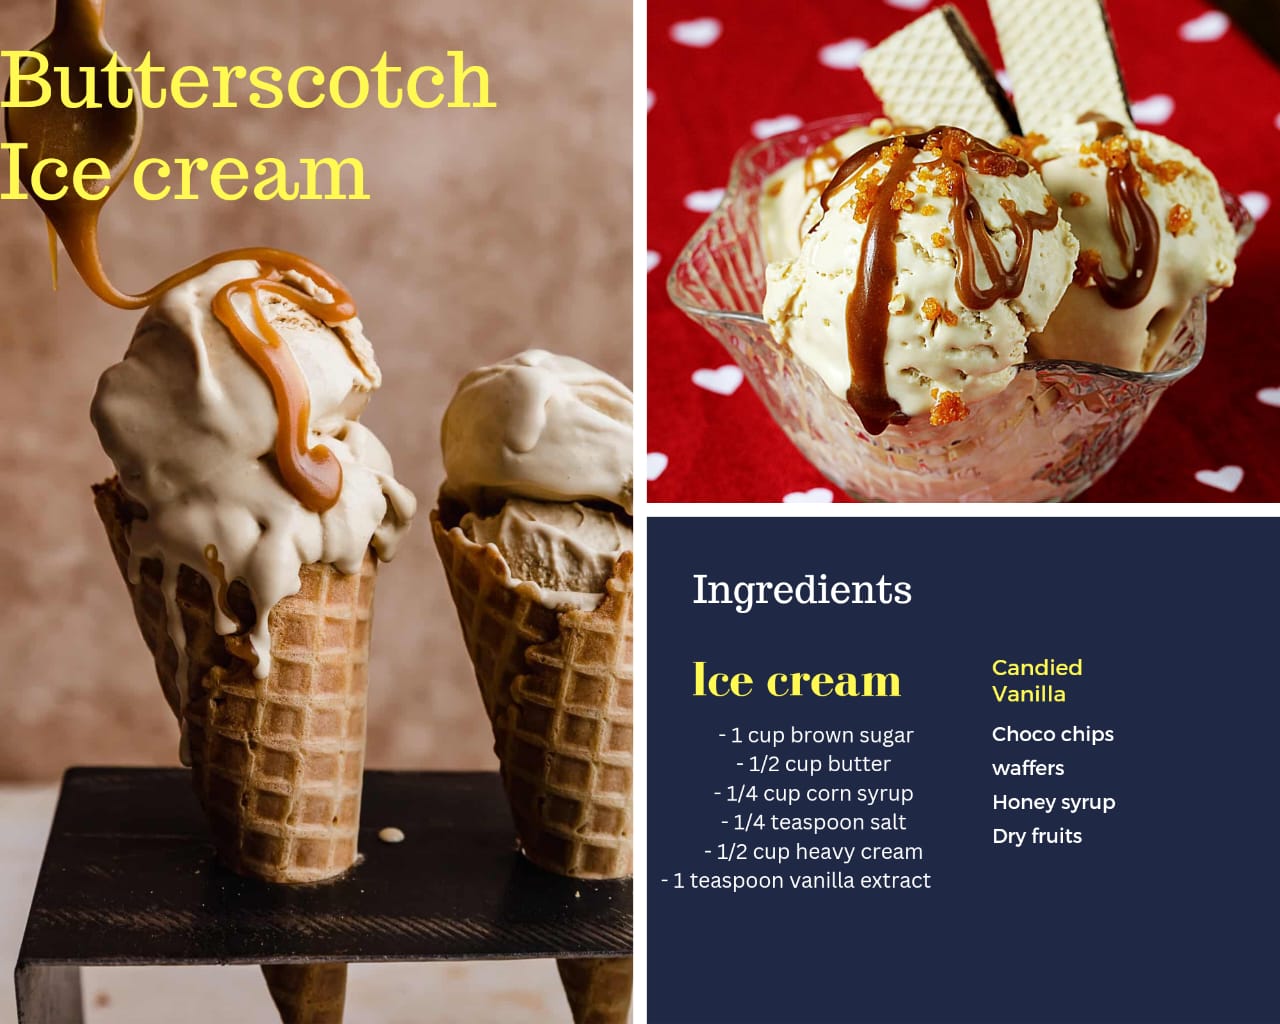 Butterscotch
Ice cream
Ingredients
Ice cream
- 1 cup brown sugar
- 1/2 cup butter
- 1/4 cup corn syrup
- 1/4 teaspoon salt
- 1/2 cup heavy cream
- 1 teaspoon vanilla extract
Candied
Vanilla
Choco chips
waffers
Honey syrup
Dry fruits